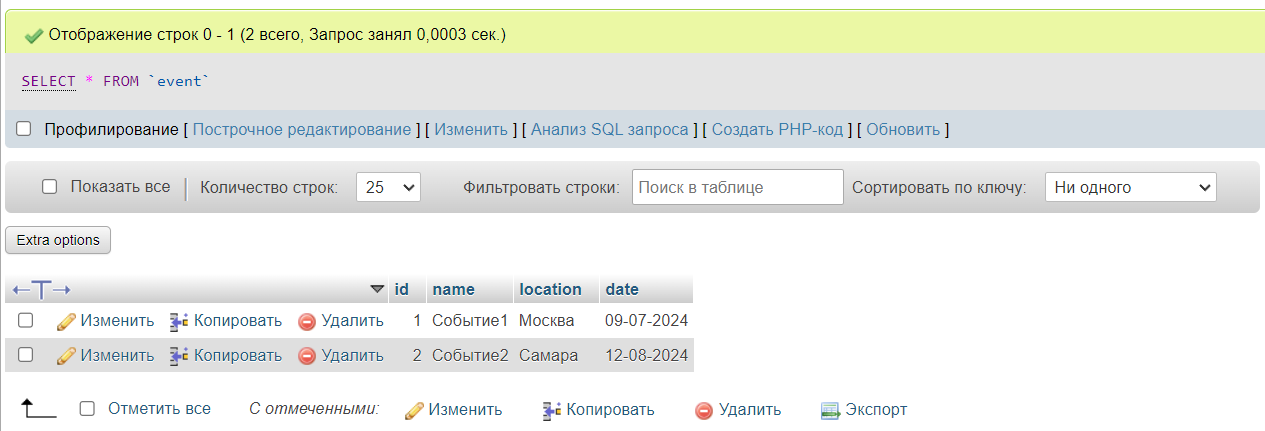 Отображение строк 0 - 1 (2 всего, Запрос занял 0,0003 сек.)
SELECT * FROM `event`
Профилирование [ Построчное редактирование ] [ Изменить ] [ Анализ SQL запроса ] [ Создать PHP-код ] [ Обновить ]
Показать все Количество строк: 25 Фильтровать строки: Поиск в таблице Сортировать по ключу: Ни одного
Extra options
id name location date
Изменить Копировать Удалить 1 Событие1 Москва 09-07-2024
Изменить Копировать Удалить 2 Событие2 Самара 12-08-2024
Отметить все С отмеченными: Изменить Копировать Удалить Экспорт